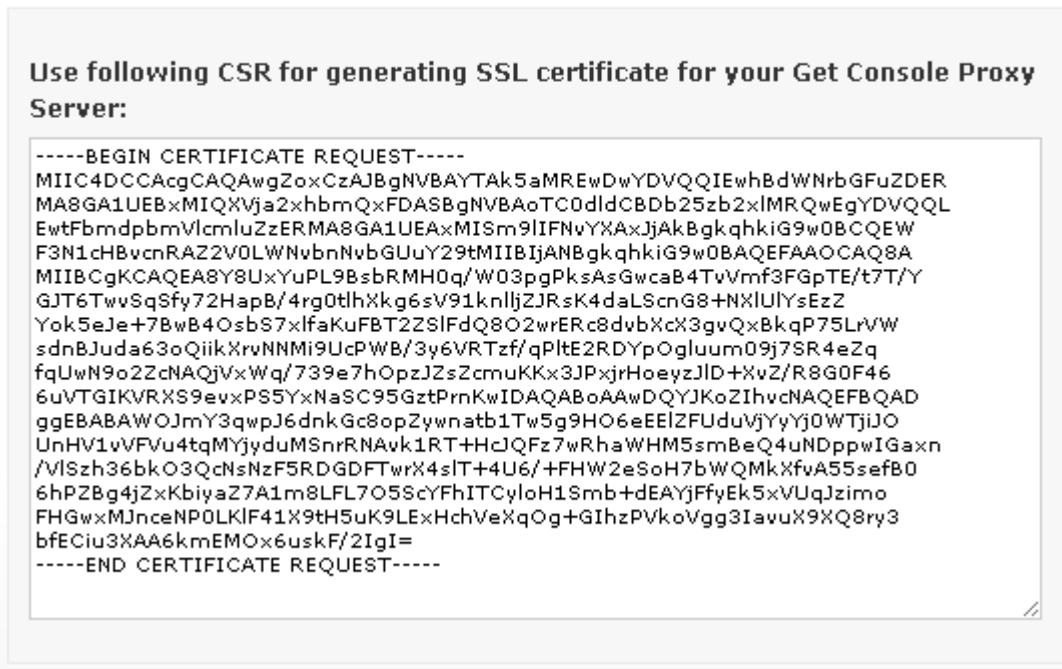 Use following CSR for generating SSL certificate for your Get Console Proxy
Server:
-----BEGIN CERTIFICATE REQUEST-----
MIIC4DCCAcgCAQAwgZoxCzAJBgNVBAYTAk5aMREwDwYDVQQIEwhBdWNrbGFuZDER
MA8GA1UEBxMIQXVja2xhbmQxFDASBgNVBAoTC0dldCBDb25zb2xlMRQwEgYDVQQL
EwtFbmdpbmVlcmluZzERMA8GA1UEAxMISm9lIFNvYXAxJjAkBgkqhkiG9w0BCQEW
F3N1cHBvcnRAZ2V0LWNvbnNvbGUuY29tMIIBIjANBgkqhkiG9w0BAQEFAAOCAQ8A
MIIBCgKCAQEA8Y8UxYuPL9BsbRMH0q/W03pgPksAsGwcaB4TvVmf3FGpTE/t7T/Y
GJT6TwvSqSfy72HapB/4rg0tlhXkg6sV91knlljZJRsK4daLScnG8+NXlUlYsEzZ
Yok5eJe+7BwB4OsbS7xlfaKuFBT2ZSlFdQ8O2wrERc8dvbXcX3gvQxBkqP75LrVW
sdnBJuda63oQiikXrvNNMi9UcPWB/3y6VRTzf/qPltE2RDYpOgluum09j7SR4eZq
fqUwN9o2ZcNAQjVxWq/739e7hOpzJZsZcmuKKx3JPxjrHoeyzJlD+XvZ/R8G0F46
6uVTGIKVRXS9evxPS5YxNaSC95GztPrnKwIDAQABoAAwDQYJKoZIhvcNAQEFBQAD
ggEBABAWOJmY3qwpJ6dnkGc8opZywnatb1Tw5g9HO6eEElZFUduVjYyYj0WTjiJO
UnHV1vVFVu4tqMYjyduMSnrRNAvk1RT+HcJQFz7wRhaWHM5smBeQ4uNDppwIGaxn
/VlSzh36bkO3QcNsNzF5RDGDFTwrX4slT+4U6/+FHW2eSoH7bWQMkXfvA55sefB0
6hPZBg4jZxKbiyaZ7A1m8LFL7O5ScYFhITCyloH1Smb+dEAYjFfyEk5xVUqJzimo
FHGwxMJnceNP0LKlF41X9tH5uK9LExHchVeXqOg+GIhzPVkoVgg3IavuX9XQ8ry3
bfECiu3XAA6kmEMOx6uskF/2IgI=
-----END CERTIFICATE REQUEST-----